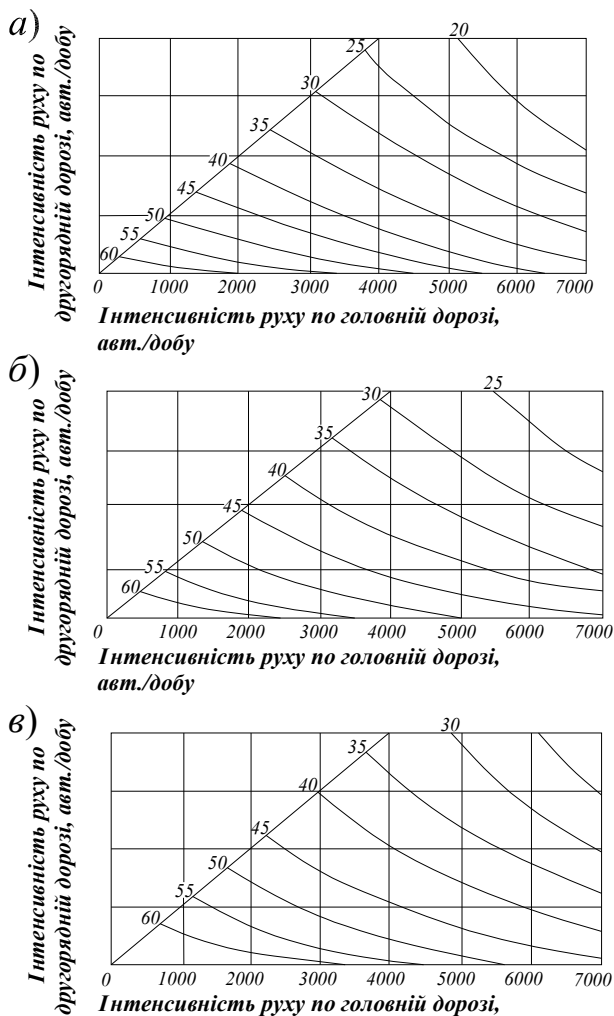 а)
Інтенсивність руху по
другорядній дорозі, авт./добу
20
25
30
35
40
45
50
55
60
0 1000 2000 3000 4000 5000 6000 7000
Інтенсивність руху по головній дорозі,
авт./добу
б)
Інтенсивність руху по
другорядній дорозі, авт./добу
25
30
35
40
45
50
55
60
0 1000 2000 3000 4000 5000 6000 7000
Інтенсивність руху по головній дорозі,
авт./добу
в)
Інтенсивність руху по
другорядній дорозі, авт./добу
30
35
40
45
50
55
60
0 1000 2000 3000 4000 5000 6000 7000
Інтенсивність руху по головній дорозі,